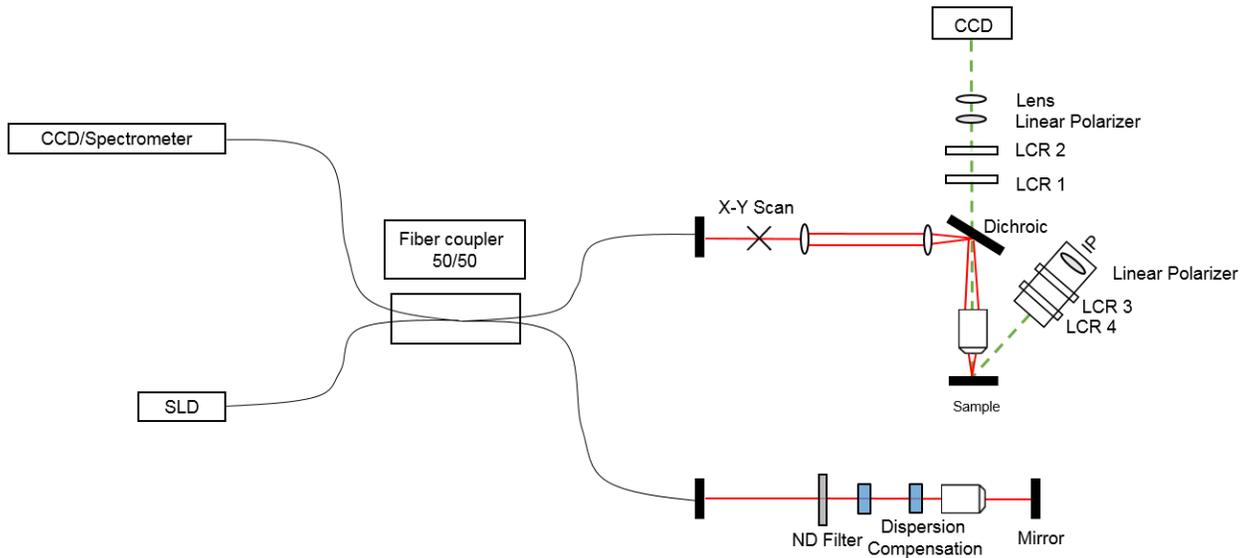 CCD
Lens
Linear Polarizer
LCR 2
LCR 1
CCD/Spectrometer
X-Y Scan
Dichroic
Fiber coupler
50/50
IP
Linear Polarizer
LCR 3
LCR 4
SLD
Sample
ND Filter
Dispersion
Compensation
Mirror